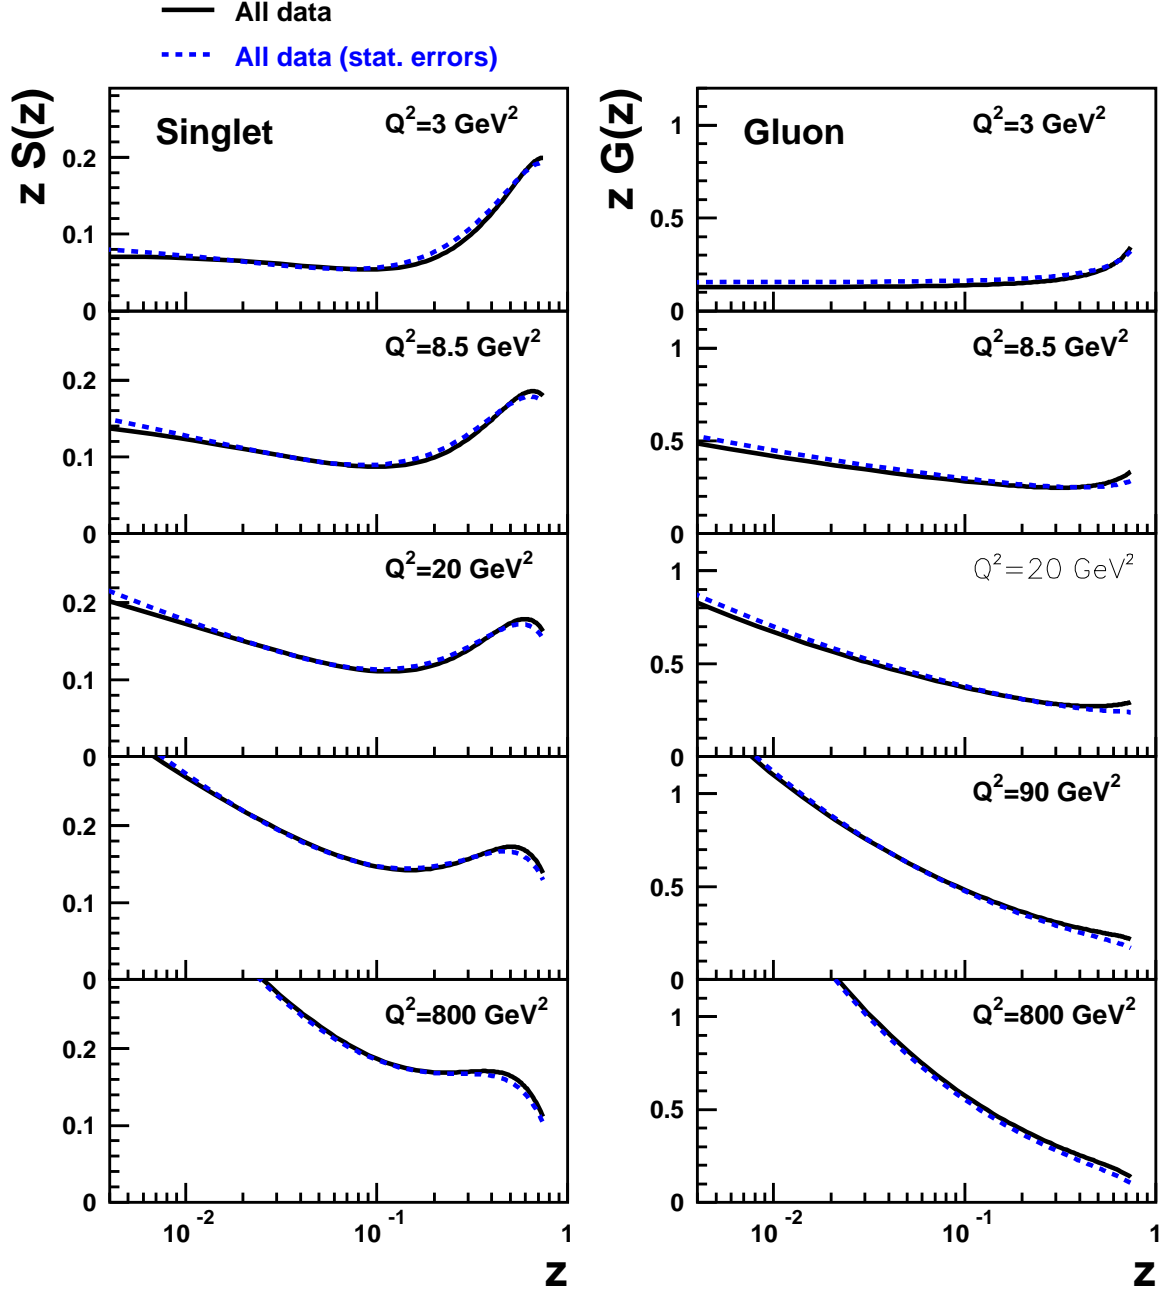 All data
All data (stat. errors)
z S(z)
Singlet
Q²=3 GeV²
0.2
0.1
0
Q²=8.5 GeV²
0.2
0.1
0
Q²=20 GeV²
0.2
0.1
0
0.2
0.1
0
Q²=800 GeV²
0.2
0.1
0
10⁻²
10⁻¹
1
z
z G(z)
Gluon
Q²=3 GeV²
1
0.5
0
Q²=8.5 GeV²
1
0.5
0
Q²=20 GeV²
1
0.5
0
Q²=90 GeV²
1
0.5
0
Q²=800 GeV²
1
0.5
0
10⁻²
10⁻¹
1
z